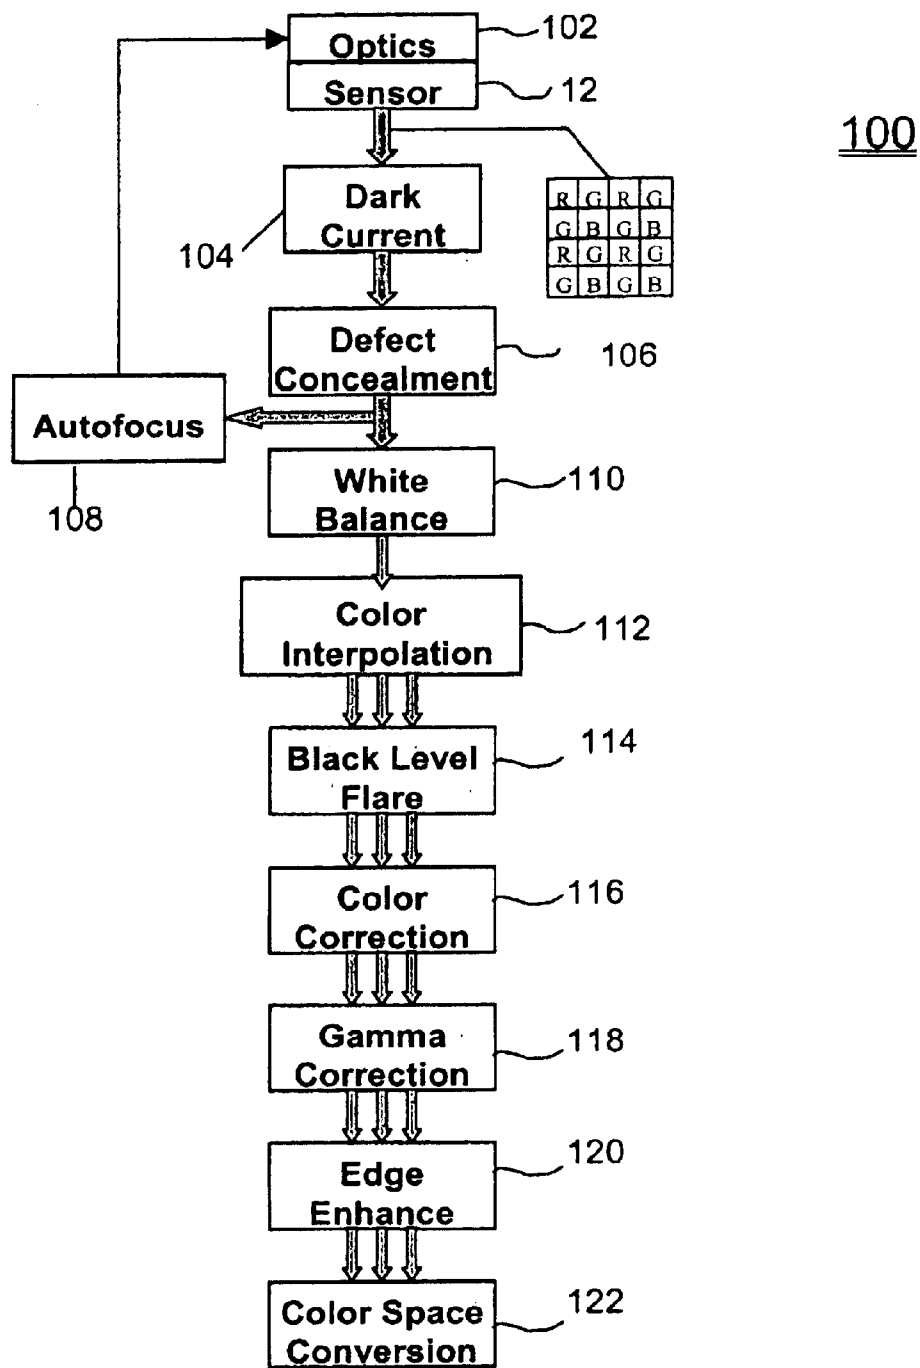 Optics
102
Sensor
12
100
Dark
Current
104
R G R G
G B G B
R G R G
G B G B
Defect
Concealment
106
Autofocus
108
White
Balance
110
Color
Interpolation
112
Black Level
Flare
114
Color
Correction
116
Gamma
Correction
118
Edge
Enhance
120
Color Space
Conversion
122